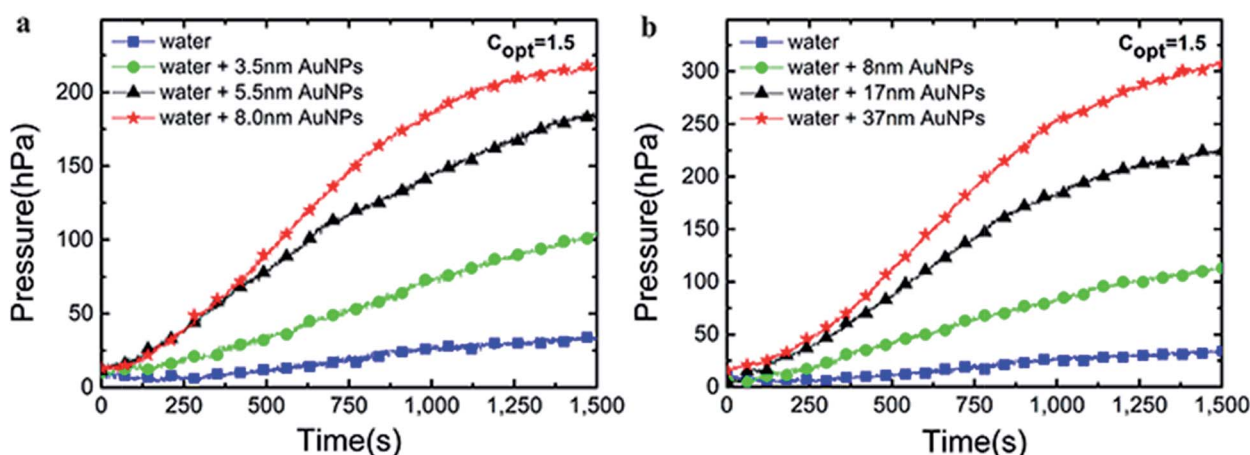 a
water
water + 3.5nm AuNPs
water + 5.5nm AuNPs
water + 8.0nm AuNPs
Copt=1.5
Pressure(hPa)
200
150
100
50
0
0 250 500 750 1,000 1,250 1,500
Time(s)
b
water
water + 8nm AuNPs
water + 17nm AuNPs
water + 37nm AuNPs
Copt=1.5
Pressure(hPa)
300
250
200
150
100
50
0
0 250 500 750 1,000 1,250 1,500
Time(s)